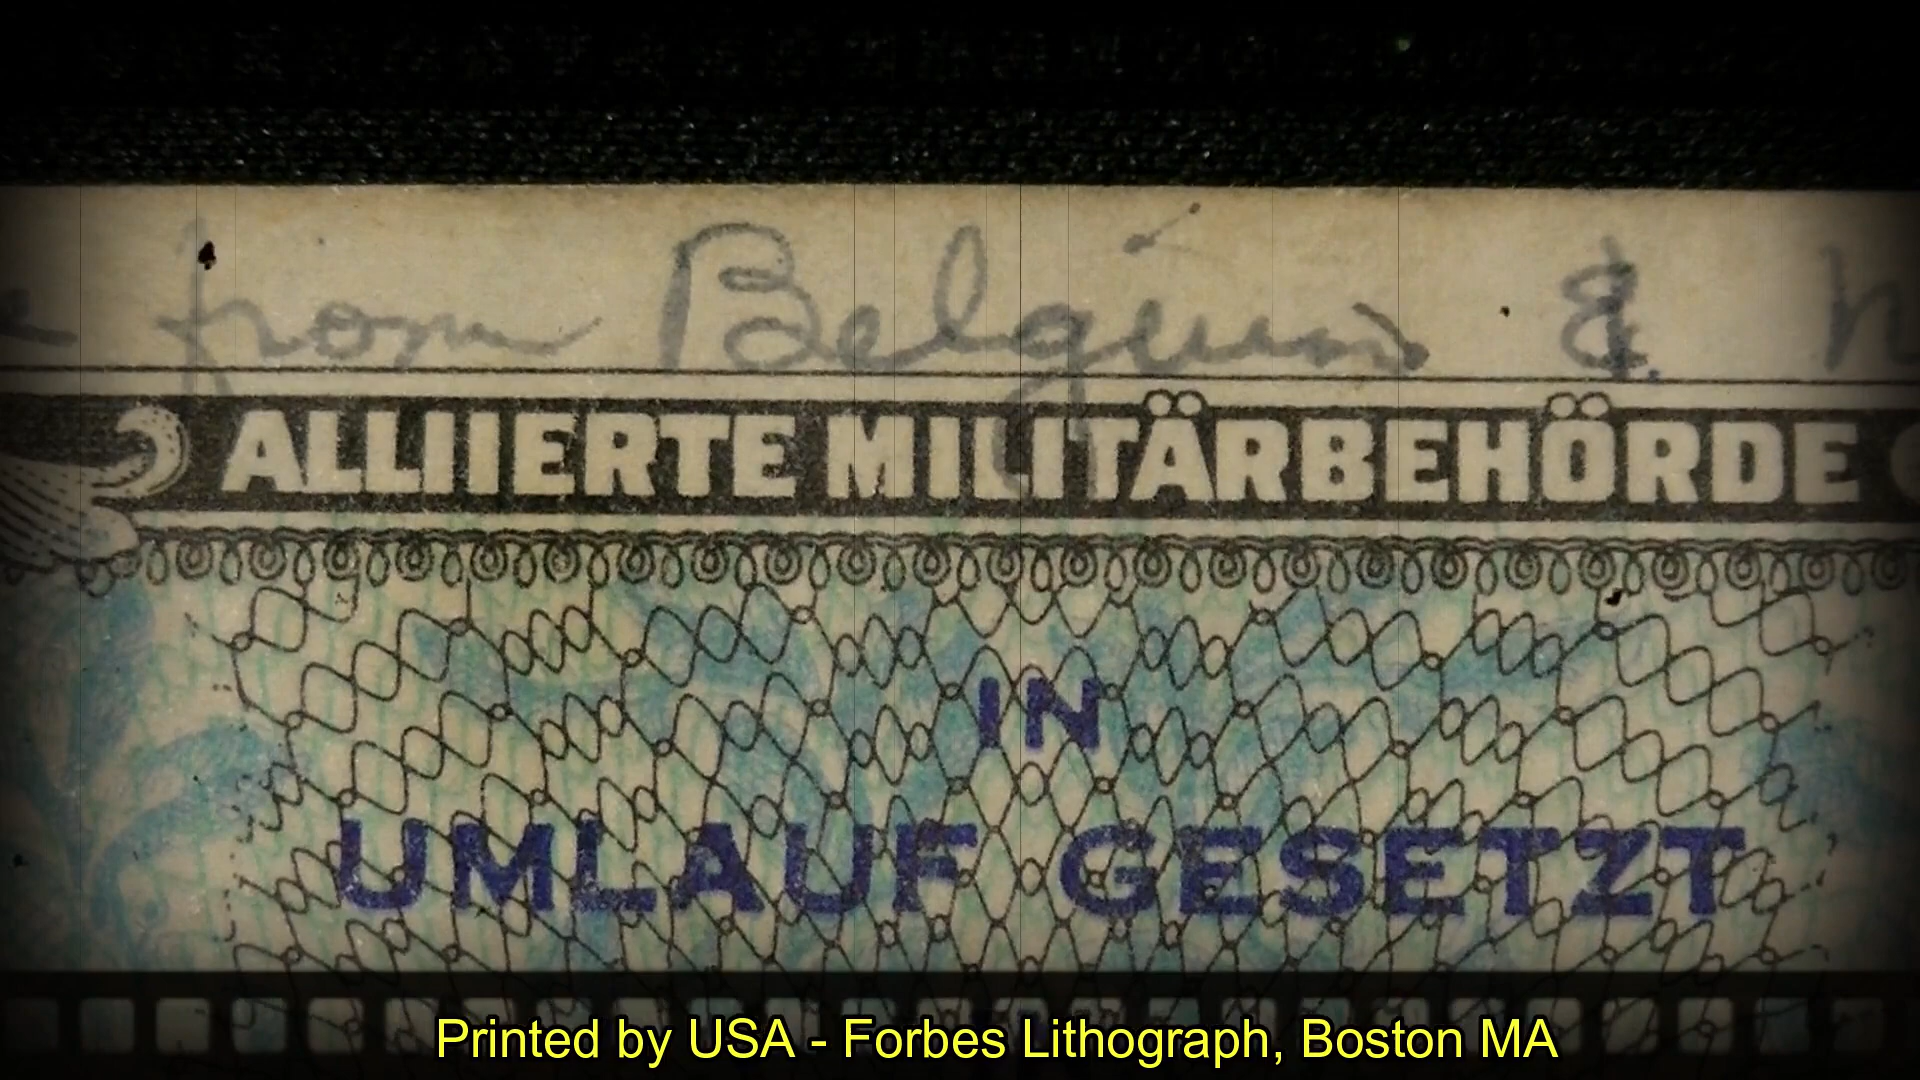 from Belgium &
ALLIIERTE MILITÄRBEHÖRDE
IN
UMLAUF GESETZT
Printed by USA - Forbes Lithograph, Boston MA